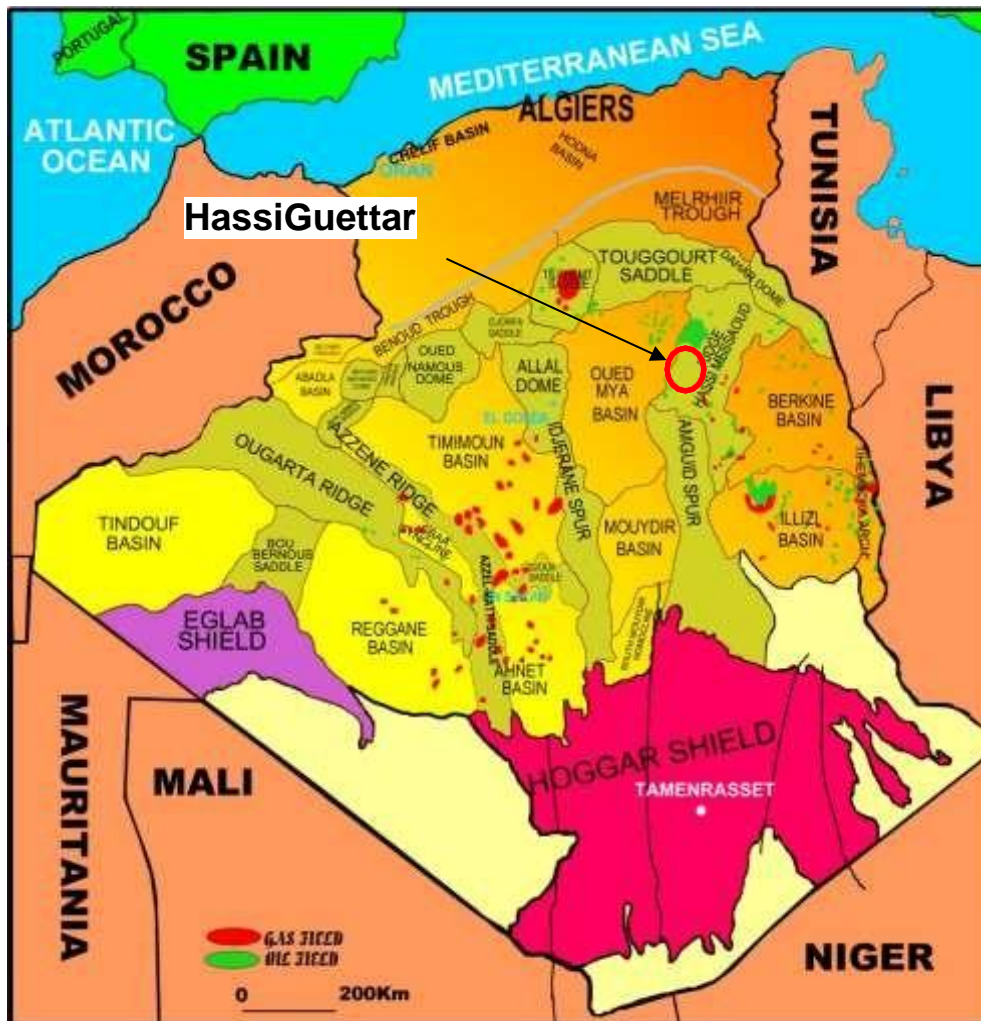 PORTUGAL
SPAIN
MEDITERRANEAN SEA
ATLANTIC
OCEAN
ALGIERS
CHELIF BASIN
ORAN
HODNA
BASIN
TUNISIA
HassiGuettar
MELRHIIR
TROUGH
MOROCCO
TOUGGOURT
SADDLE
DAHAR DOME
BENOUD TROUGH
DJOFRA
SADDLE
OUED
NAMOUS
DOME
ALLAL
DOME
OUED
MYA
BASIN
RIDGE
HASSI MESSAOUD
ABADLA
BASIN
BERKINE
BASIN
LIBYA
EL GOLEA
TIMIMOUN
BASIN
AZZENE RIDGE
IDJERANE SPUR
AMGUID SPUR
OUGARTA RIDGE
TINDOUF
BASIN
MOUYDIR
BASIN
ILLIZI
BASIN
BOU
BERNOUS
SADDLE
EGLAB
SHIELD
REGGANE
BASIN
AHNET
BASIN
MAURITANIA
MALI
HOGGAR SHIELD
TAMENRASSET
GAS FIELD
OIL FIELD
0 200Km
NIGER